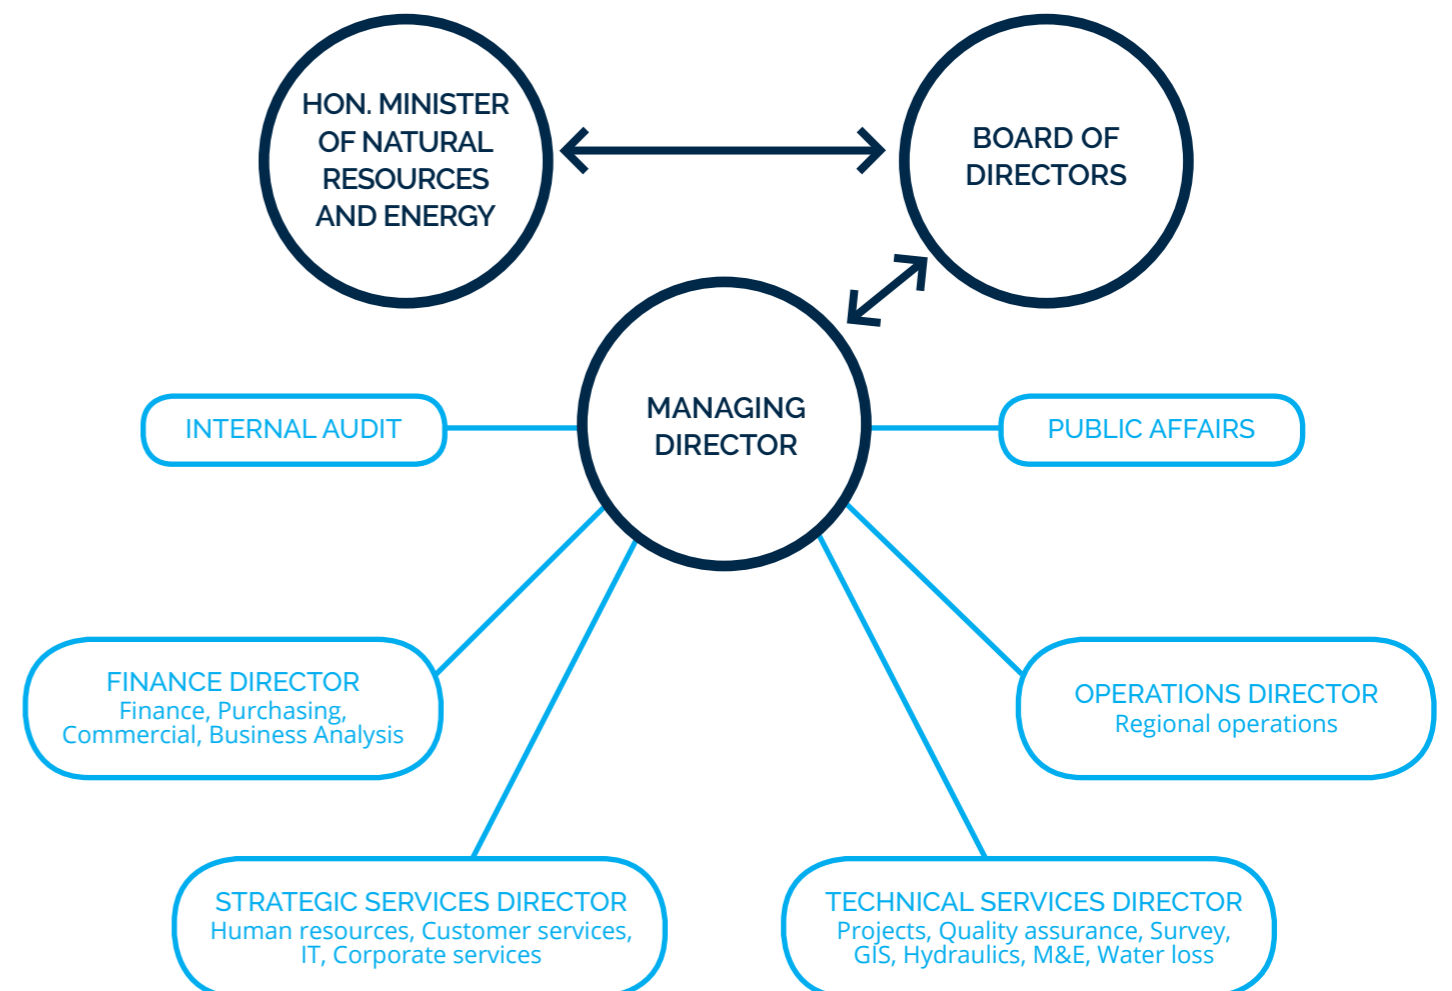 HON. MINISTER
OF NATURAL
RESOURCES
AND ENERGY
BOARD OF
DIRECTORS
MANAGING
DIRECTOR
INTERNAL AUDIT
PUBLIC AFFAIRS
FINANCE DIRECTOR
Finance, Purchasing,
Commercial, Business Analysis
OPERATIONS DIRECTOR
Regional operations
STRATEGIC SERVICES DIRECTOR
Human resources, Customer services,
IT, Corporate services
TECHNICAL SERVICES DIRECTOR
Projects, Quality assurance, Survey,
GIS, Hydraulics, M&E, Water loss